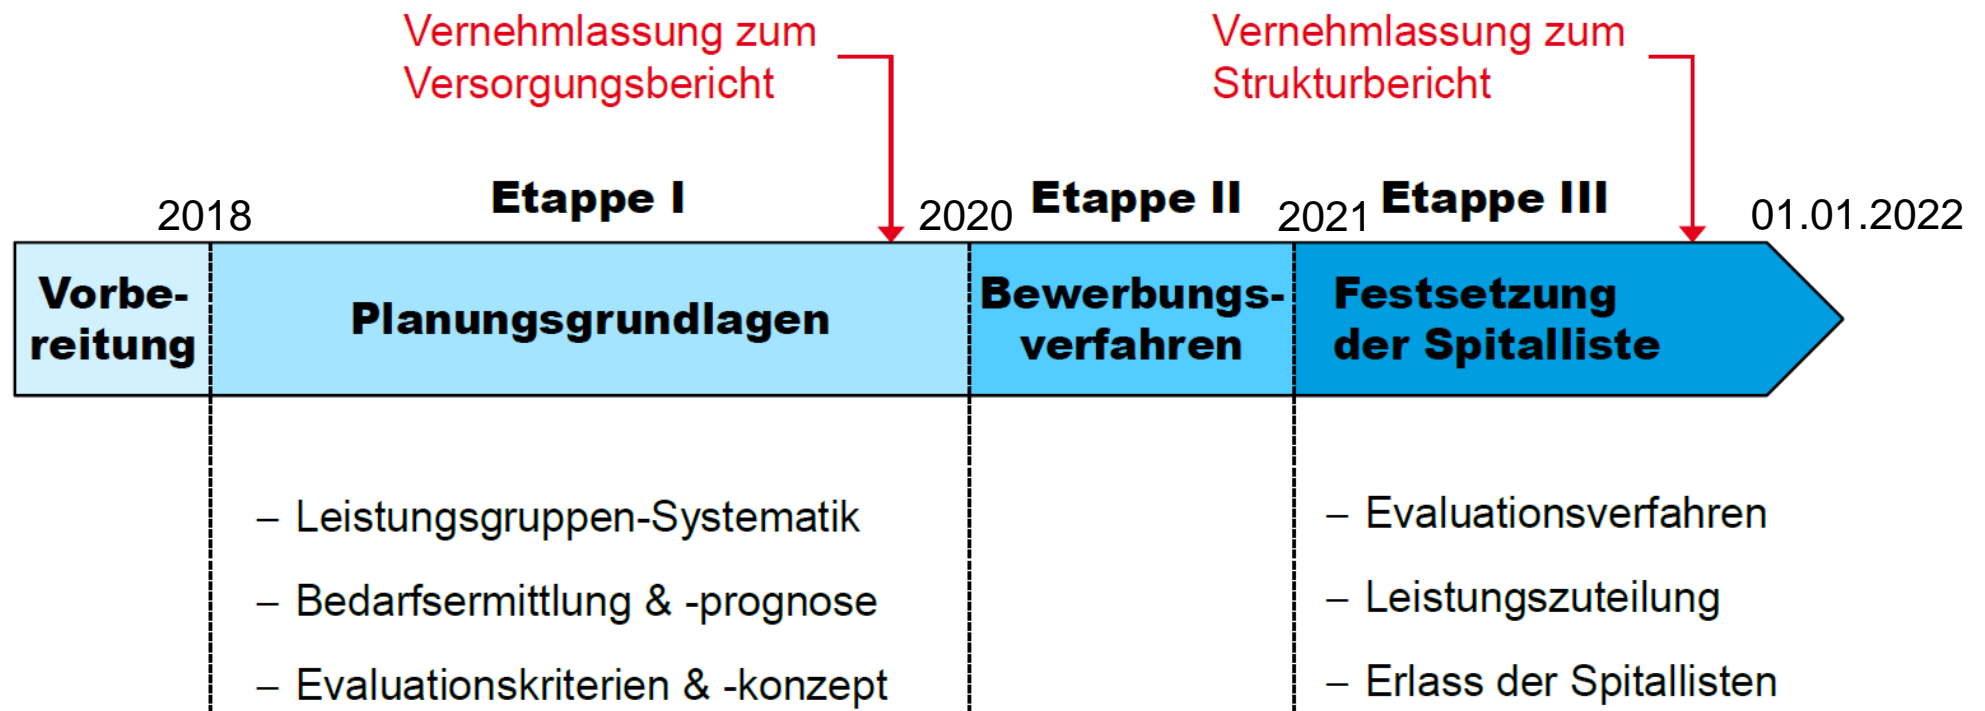 Vernehmlassung zum
Versorgungsbericht
Vernehmlassung zum
Strukturbericht
2018
Etappe I
2020
Etappe II
2021
Etappe III
01.01.2022
Vorbe-
reitung
Planungsgrundlagen
Bewerbungs-
verfahren
Festsetzung
der Spitalliste
– Leistungsgruppen-Systematik
– Bedarfsermittlung & -prognose
– Evaluationskriterien & -konzept
– Evaluationsverfahren
– Leistungszuteilung
– Erlass der Spitallisten